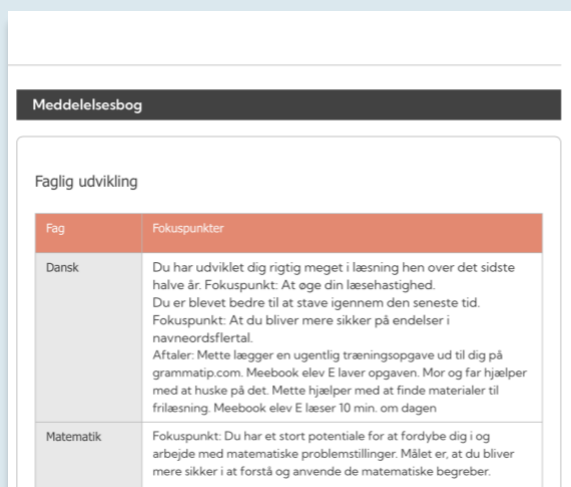 Meddelelsesbog
Faglig udvikling
Fag Fokuspunkter
Dansk Du har udviklet dig rigtig meget i læsning hen over det sidste
halve år. Fokuspunkt: At øge din læsehastighed.
Du er blevet bedre til at stave igennem den seneste tid.
Fokuspunkt: At du bliver mere sikker på endelser i
navneordsflertal.
Aftaler: Mette lægger en ugentlig træningsopgave ud til dig på
grammatip.com. Meebook elev E laver opgaven. Mor og far hjælper
med at huske på det. Mette hjælper med at finde materialer til
frilæsning. Meebook elev E læser 10 min. om dagen
Matematik Fokuspunkt: Du har et stort potentiale for at fordybe dig i og
arbejde med matematiske problemstillinger. Målet er, at du bliver
mere sikker i at forstå og anvende de matematiske begreber.